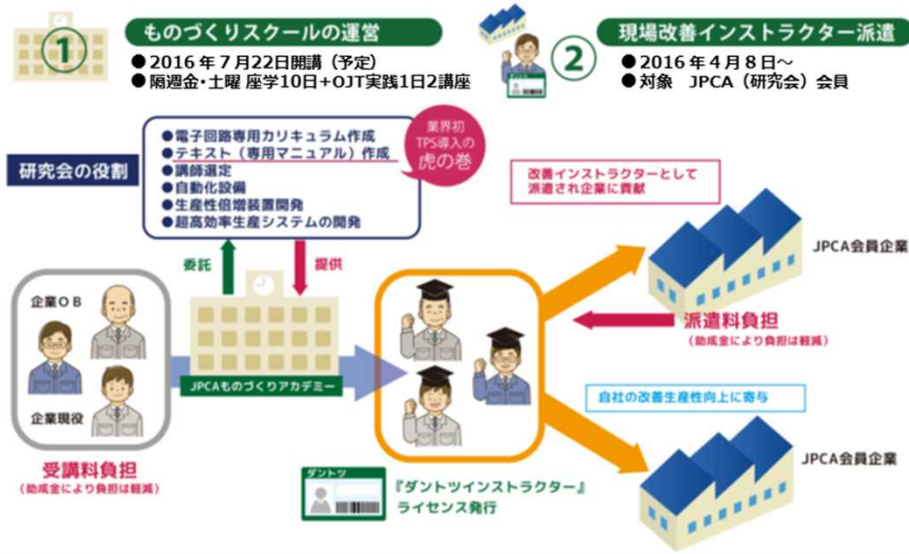 ① ものづくりスクールの運営
●2016年7月22日開講（予定）
●隔週金・土曜 座学10日+OJT実践1日2講座
② 現場改善インストラクター派遣
●2016年4月8日～
●対象　JPCA（研究会）会員
研究会の役割
●電子回路専用カリキュラム作成
●テキスト（専用マニュアル）作成
●講師選定
●自動化設備
●生産性倍増装置開発
●超高効率生産システムの開発
業界初
TPS導入の
虎の巻
委託
提供
改善インストラクターとして
派遣され企業に貢献
JPCA会員企業
派遣料負担
（助成金により負担は軽減）
企業ＯＢ
企業現役
JPCAものづくりアカデミー
受講料負担
（助成金により負担は軽減）
自社の改善生産性向上に寄与
JPCA会員企業
ダントツ
『ダントツインストラクター』
ライセンス発行